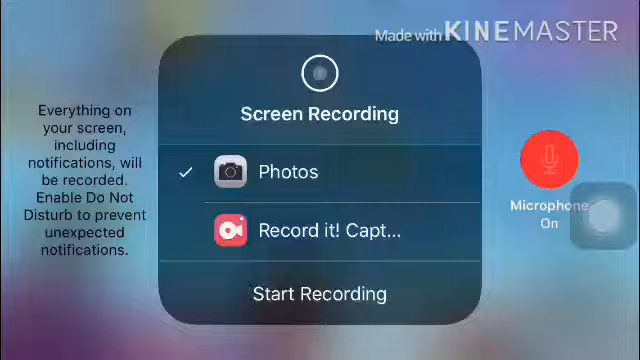 Made with KINEMASTER
Everything on
your screen,
including
notifications, will
be recorded.
Enable Do Not
Disturb to prevent
unexpected
notifications.
Screen Recording
Photos
Record it! Capt...
Start Recording
Microphone
On